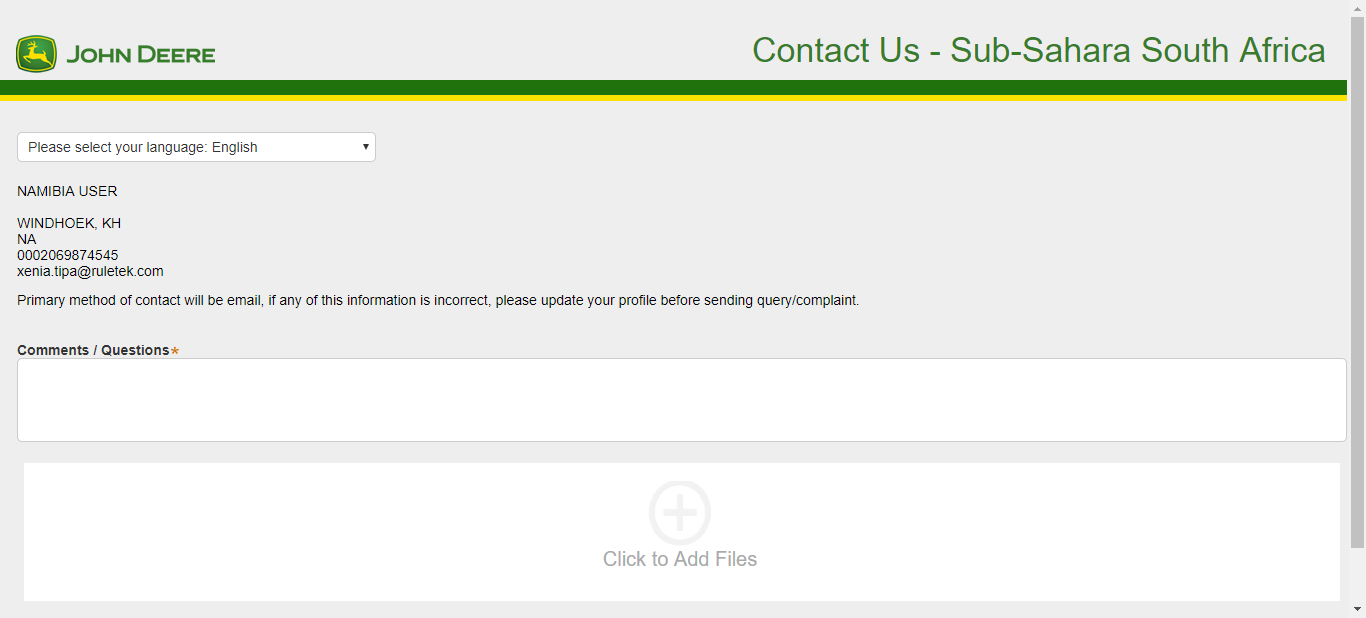 JOHN DEERE
Contact Us - Sub-Sahara South Africa
Please select your language: English
NAMIBIA USER
WINDHOEK, KH
NA
0002069874545
xenia.tipa@ruletek.com
Primary method of contact will be email, if any of this information is incorrect, please update your profile before sending query/complaint.
Comments / Questions*
Click to Add Files